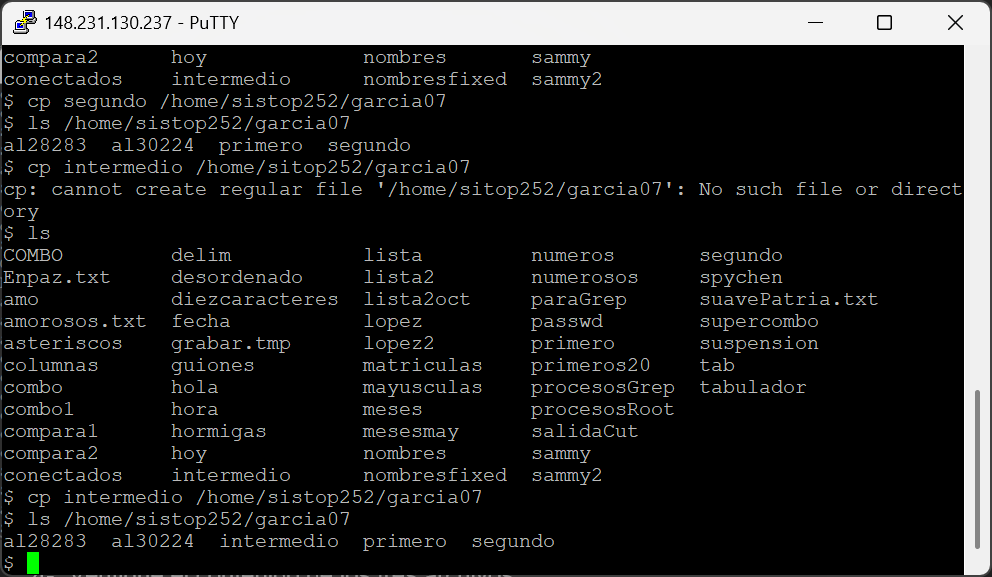 148.231.130.237 - PuTTY
compara2 hoy nombres sammy
conectados intermedio nombresfixed sammy2
$ cp segundo /home/sistop252/garcia07
$ ls /home/sistop252/garcia07
al28283 al30224 primero segundo
$ cp intermedio /home/sitop252/garcia07
cp: cannot create regular file '/home/sitop252/garcia07': No such file or direct
ory
$ ls
COMBO delim lista numeros segundo
Enpaz.txt desordenado lista2 numerosos spychen
amo diezcaracteres lista2oct paraGrep suavePatria.txt
amorosos.txt fecha lopez passwd supercombo
asteriscos grabar.tmp lopez2 primero suspension
columnas guiones matriculas primeros20 tab
combo hola mayusculas procesosGrep tabulador
combo1 hora meses procesosRoot
compara1 hormigas mesesmay salidaCut
compara2 hoy nombres sammy
conectados intermedio nombresfixed sammy2
$ cp intermedio /home/sistop252/garcia07
$ ls /home/sistop252/garcia07
al28283 al30224 intermedio primero segundo
$